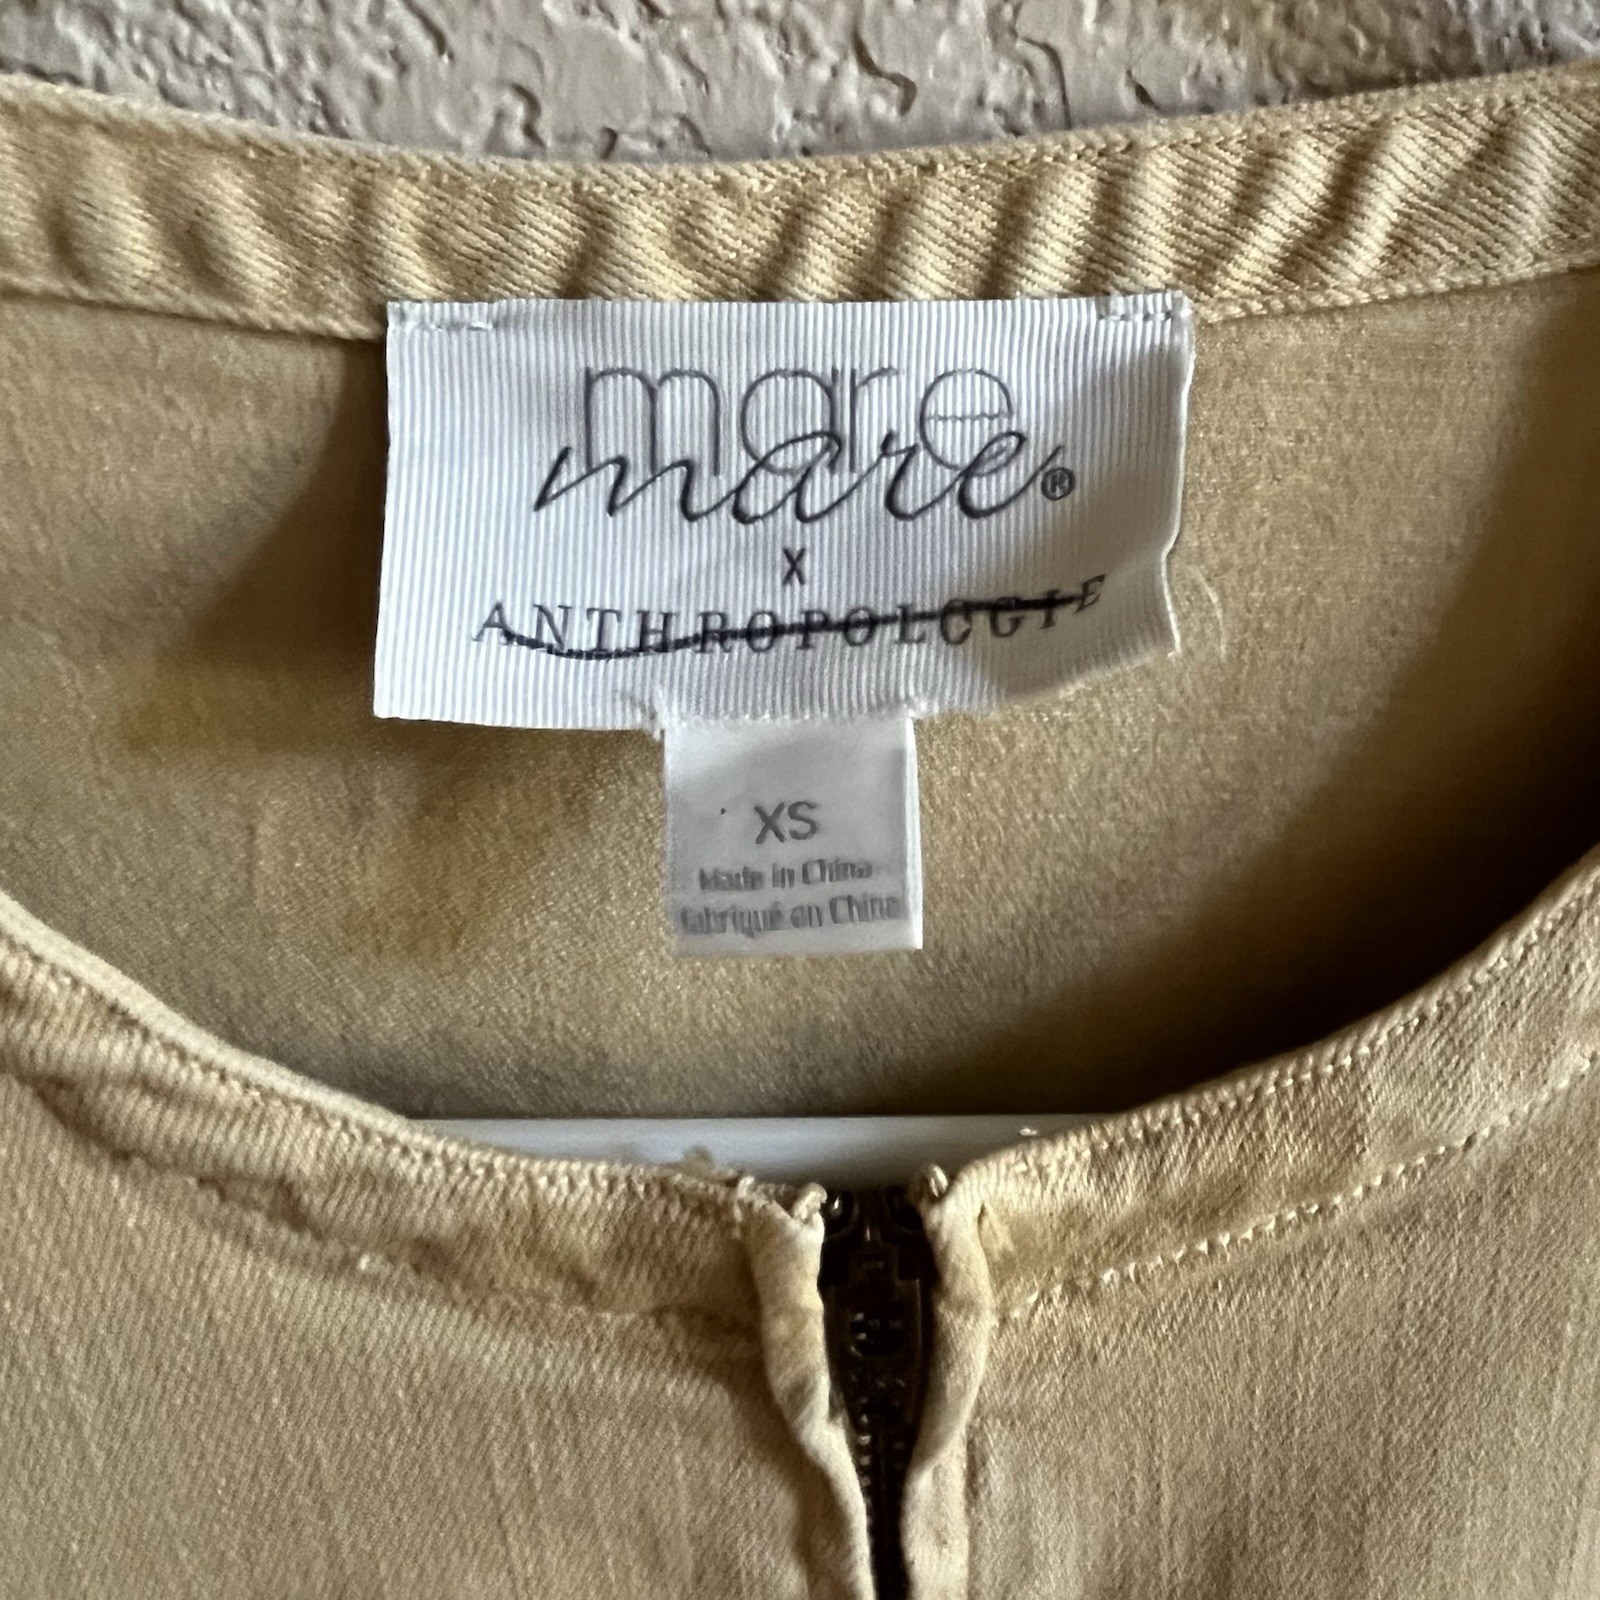 mare
mare®
x
ANTHROPOLOGIE
XS
Made in China
Fabriqué en Chine